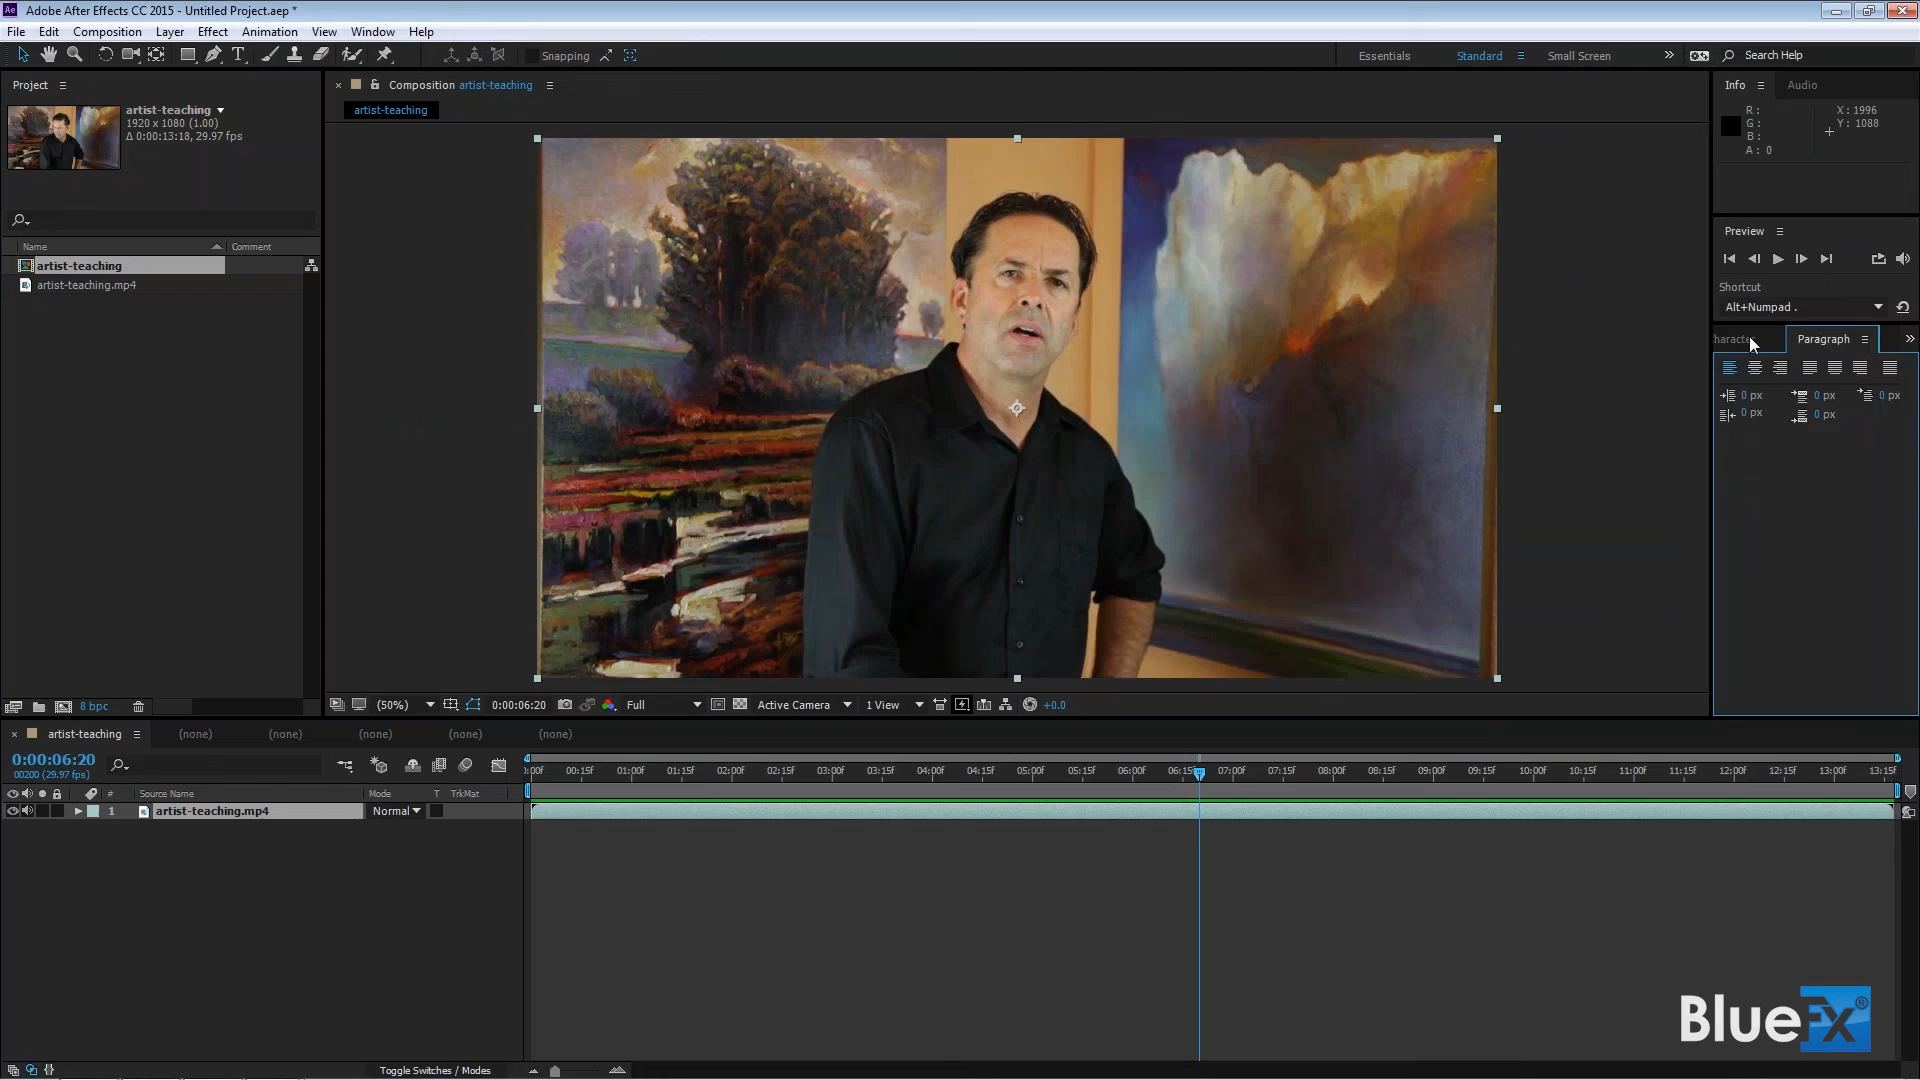 Adobe After Effects CC 2015 - Untitled Project.aep *
File Edit Composition Layer Effect Animation View Window Help
Snapping
Essentials Standard Small Screen Search Help
Project
artist-teaching
1920 x 1080 (1.00)
Δ 0:00:13:18, 29.97 fps
Name Comment
artist-teaching
artist-teaching.mp4
8 bpc
Composition artist-teaching
artist-teaching
(50%) 0:00:06:20 Full Active Camera 1 View +0.0
Info Audio
R: X: 1996
G: Y: 1088
B:
A: 0
Preview
Shortcut
Alt+Numpad .
Paragraph
0 px 0 px 0 px
0 px 0 px
artist-teaching (none) (none) (none) (none) (none)
0:00:06:20
00200 (29.97 fps)
# Source Name Mode T TrkMat
1 artist-teaching.mp4 Normal
00:15f 01:00f 01:15f 02:00f 02:15f 03:00f 03:15f 04:00f 04:15f 05:00f 05:15f 06:00f 07:00f 07:15f 08:00f 08:15f 09:00f 09:15f 10:00f 10:15f 11:00f 11:15f 12:00f 12:15f 13:00f 13:15f
Toggle Switches / Modes
BlueFx®